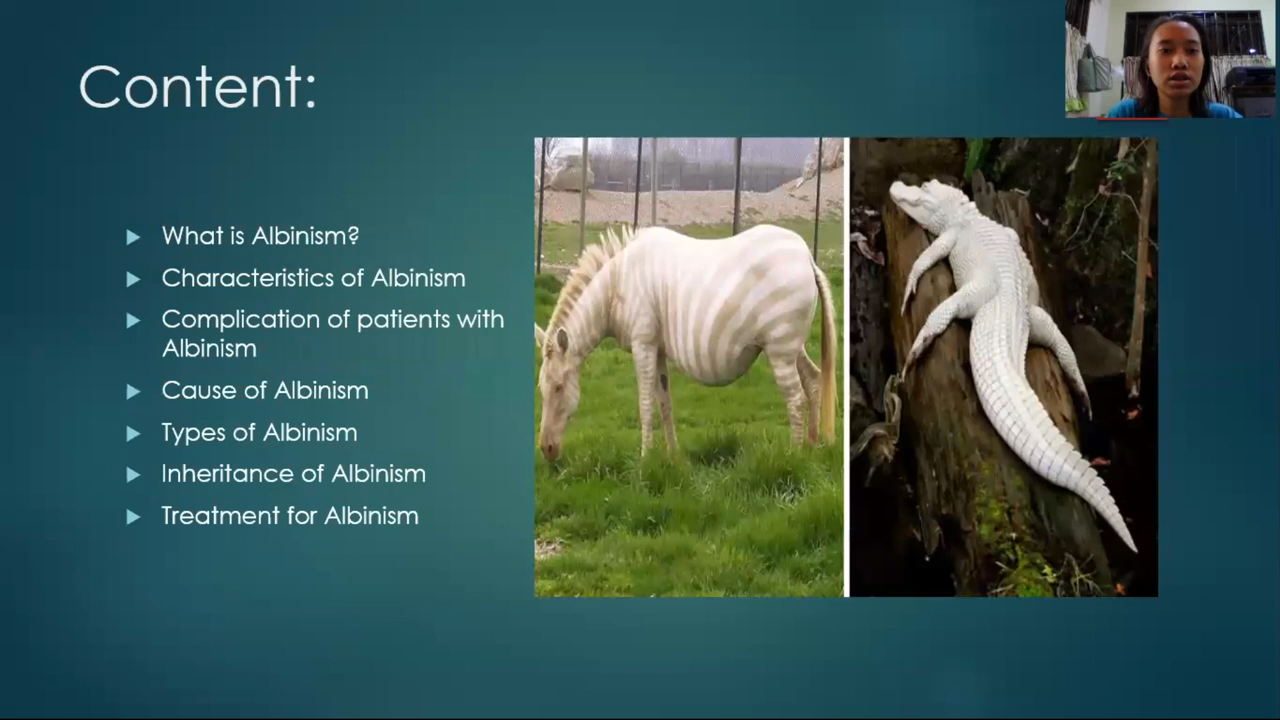 Content:
What is Albinism?
Characteristics of Albinism
Complication of patients with
Albinism
Cause of Albinism
Types of Albinism
Inheritance of Albinism
Treatment for Albinism